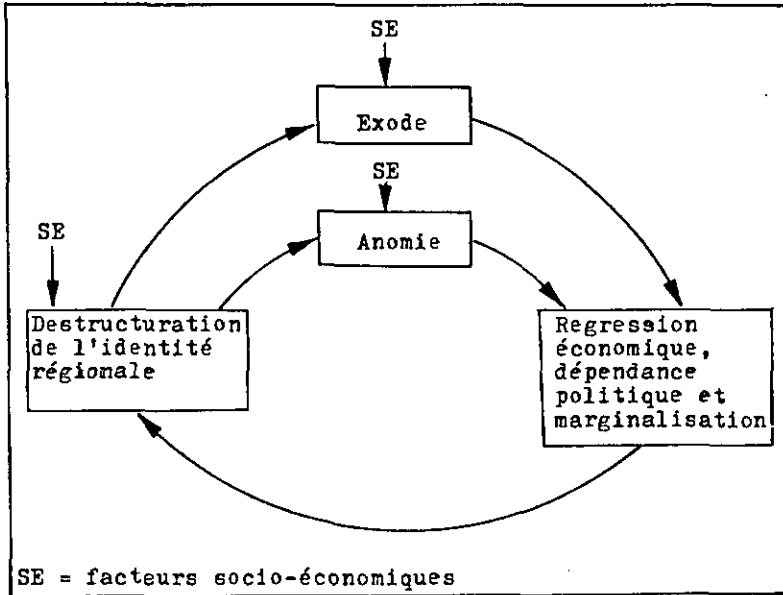 SE
Exode
SE
Anomie
SE
Destructuration
de l'identité
régionale
Regression
économique,
dépendance
politique et
marginalisation
SE = facteurs socio-économiques